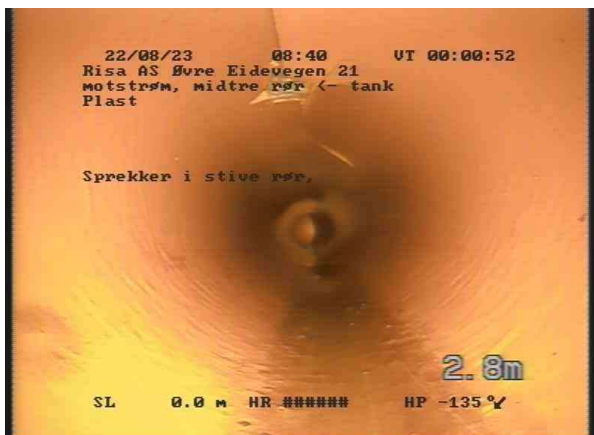 22/08/23 08:40 VT 00:00:52
Risa AS Øvre Eidevegen 21
motstrøm, midtre rør <- tank
Plast
Sprekker i stive rør,
2.8m
SL 0.0 m HR ###### HP -135 %